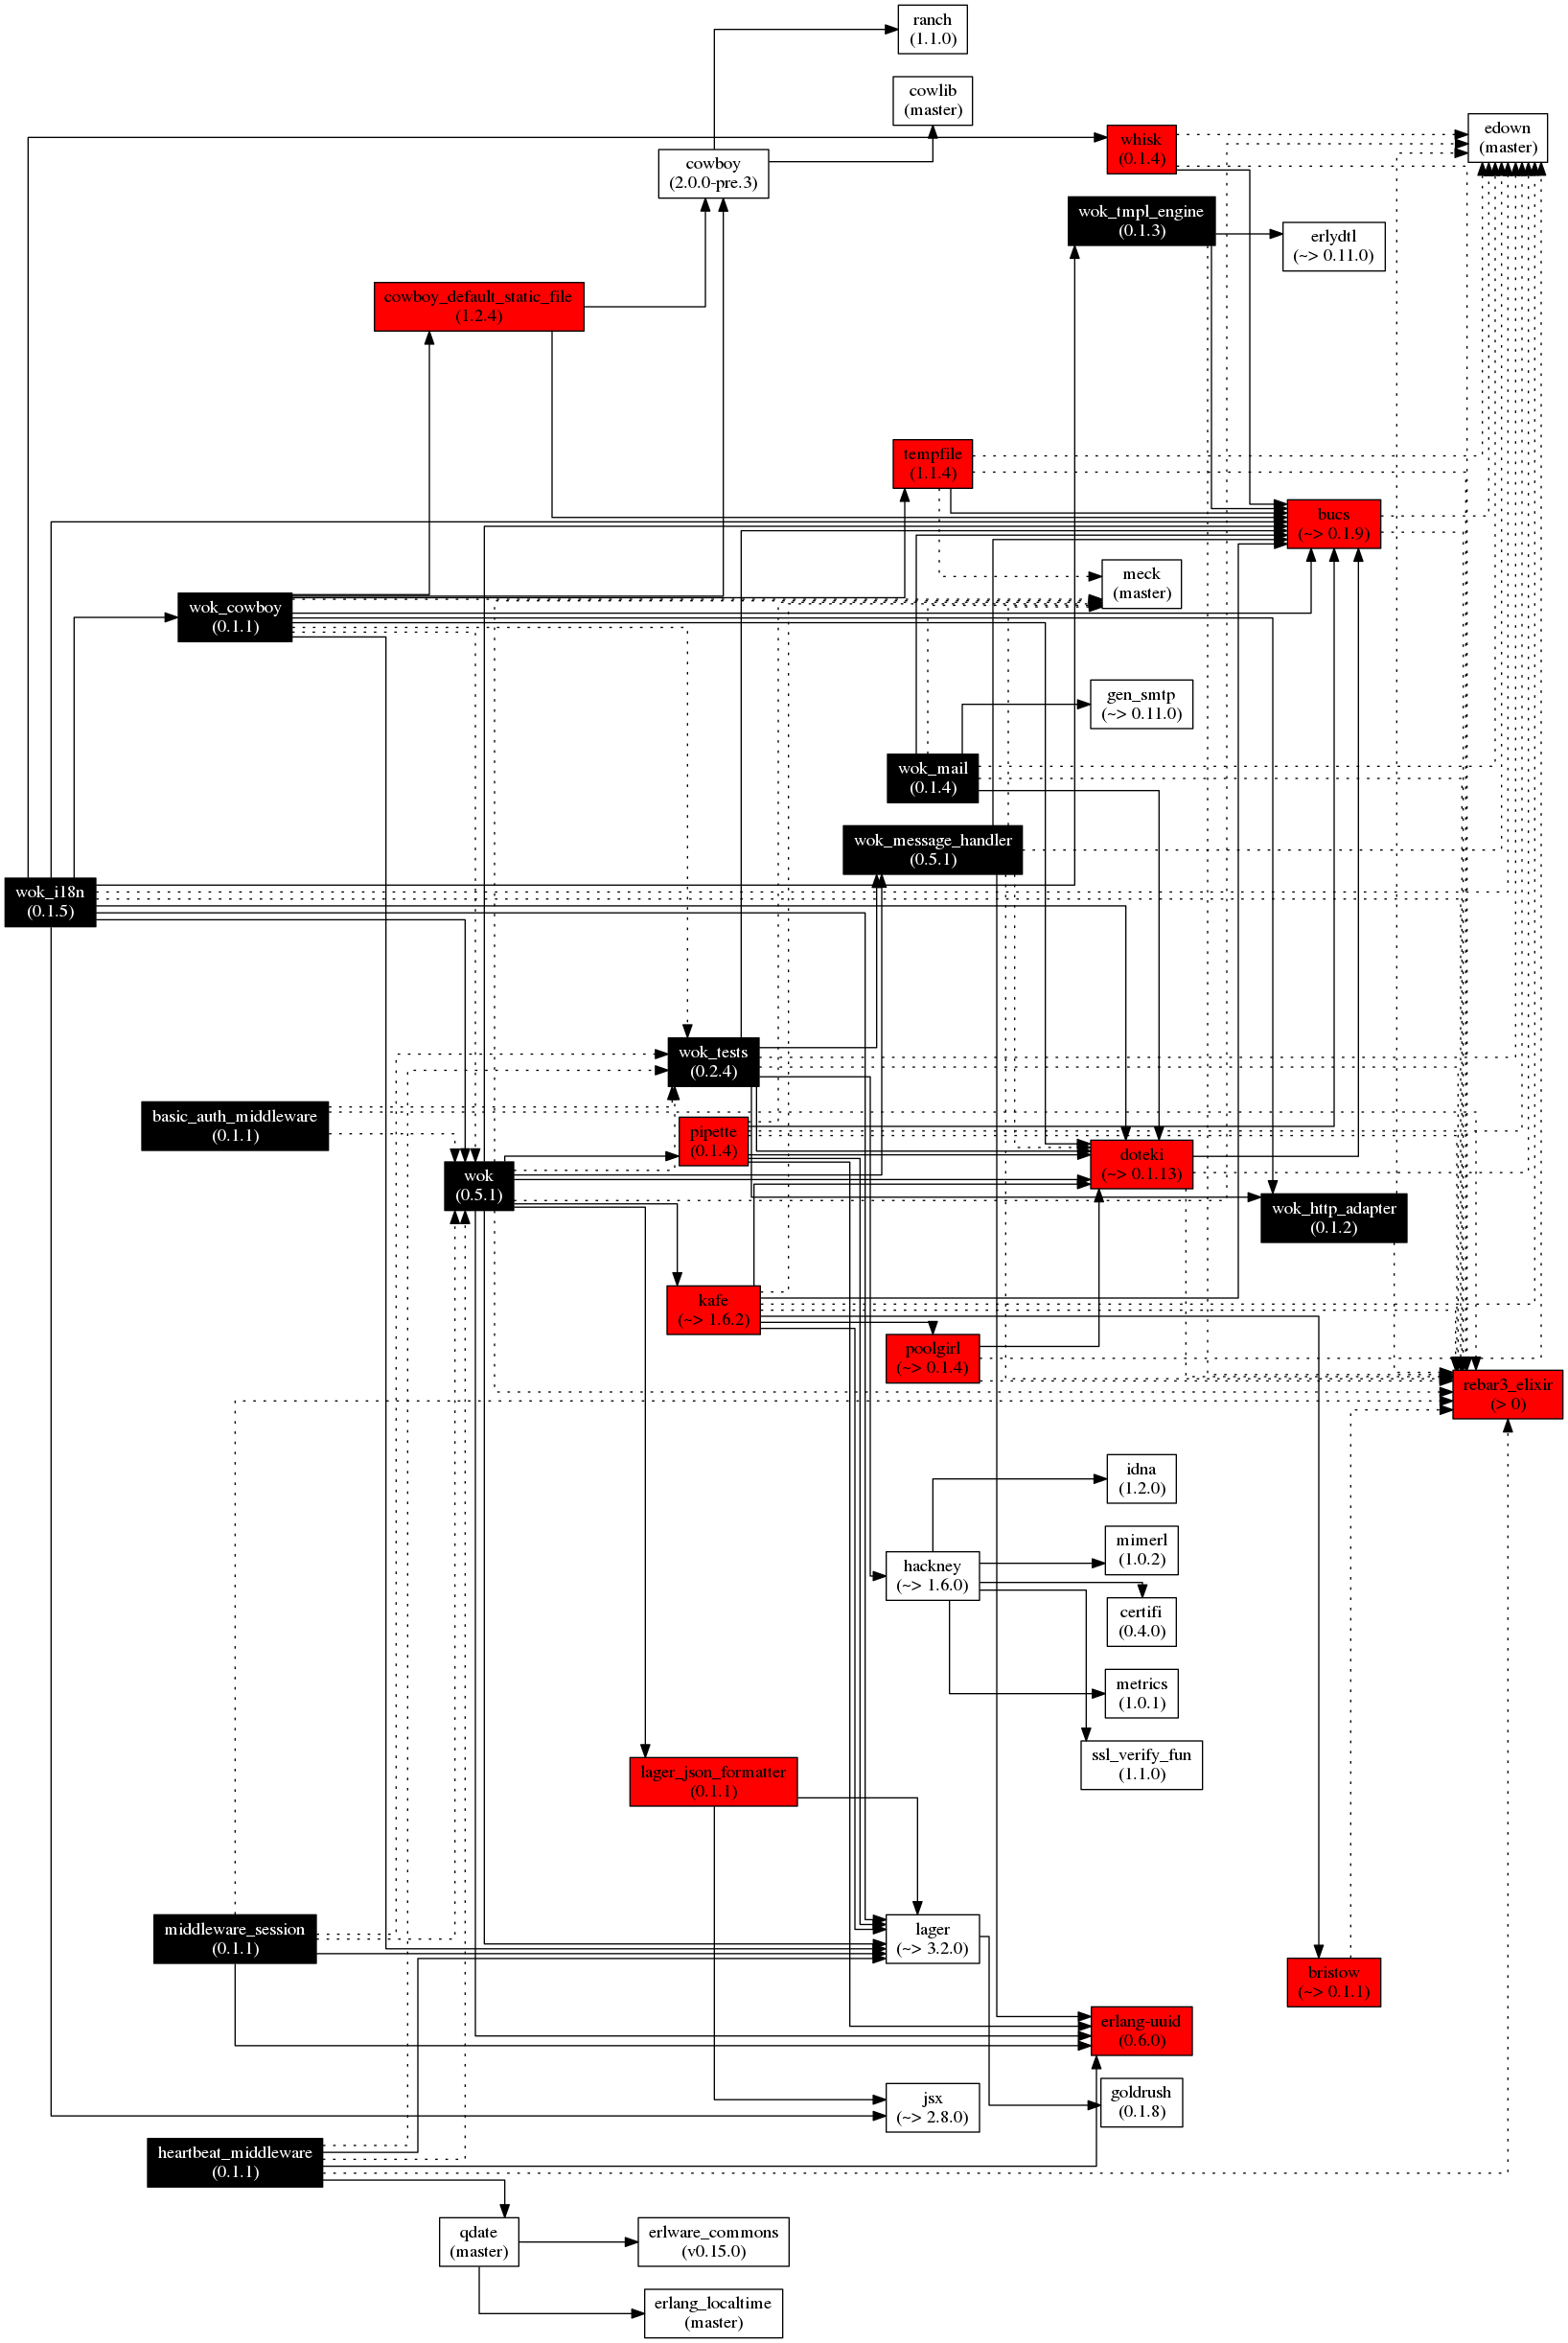 ranch
(1.1.0)
cowlib
(master)
edown
(master)
whisk
(0.1.4)
cowboy
(2.0.0-pre.3)
wok_tmpl_engine
(0.1.3)
erlydtl
(~> 0.11.0)
cowboy_default_static_file
(1.2.4)
tempfile
(1.1.4)
bucs
(~> 0.1.9)
meck
(master)
wok_cowboy
(0.1.1)
gen_smtp
(~> 0.11.0)
wok_mail
(0.1.4)
wok_message_handler
(0.5.1)
wok_i18n
(0.1.5)
wok_tests
(0.2.4)
basic_auth_middleware
(0.1.1)
pipette
(0.1.4)
doteki
(~> 0.1.13)
wok
(0.5.1)
wok_http_adapter
(0.1.2)
kafe
(~> 1.6.2)
poolgirl
(~> 0.1.4)
rebar3_elixir
(> 0)
idna
(1.2.0)
mimerl
(1.0.2)
hackney
(~> 1.6.0)
certifi
(0.4.0)
metrics
(1.0.1)
ssl_verify_fun
(1.1.0)
lager_json_formatter
(0.1.1)
middleware_session
(0.1.1)
lager
(~> 3.2.0)
bristow
(~> 0.1.1)
erlang-uuid
(0.6.0)
jsx
(~> 2.8.0)
goldrush
(0.1.8)
heartbeat_middleware
(0.1.1)
qdate
(master)
erlware_commons
(v0.15.0)
erlang_localtime
(master)